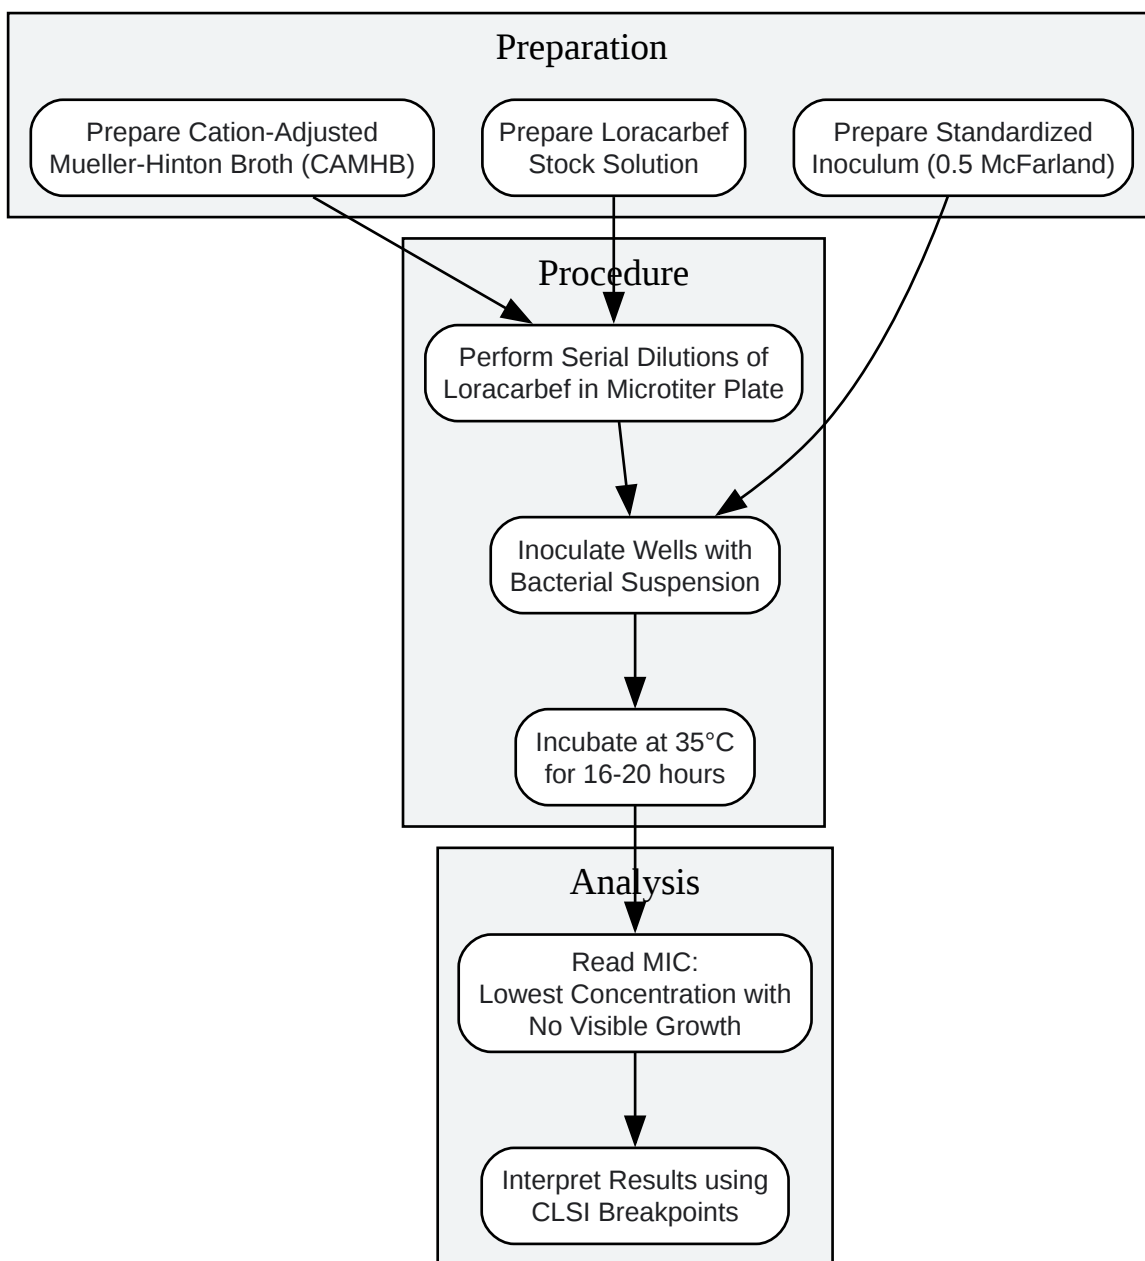 Preparation
Prepare Cation-Adjusted
Mueller-Hinton Broth (CAMHB)
Prepare Loracarbef
Stock Solution
Prepare Standardized
Inoculum (0.5 McFarland)
Procedure
Perform Serial Dilutions of
Loracarbef in Microtiter Plate
Inoculate Wells with
Bacterial Suspension
Incubate at 35°C
for 16-20 hours
Analysis
Read MIC:
Lowest Concentration with
No Visible Growth
Interpret Results using
CLSI Breakpoints